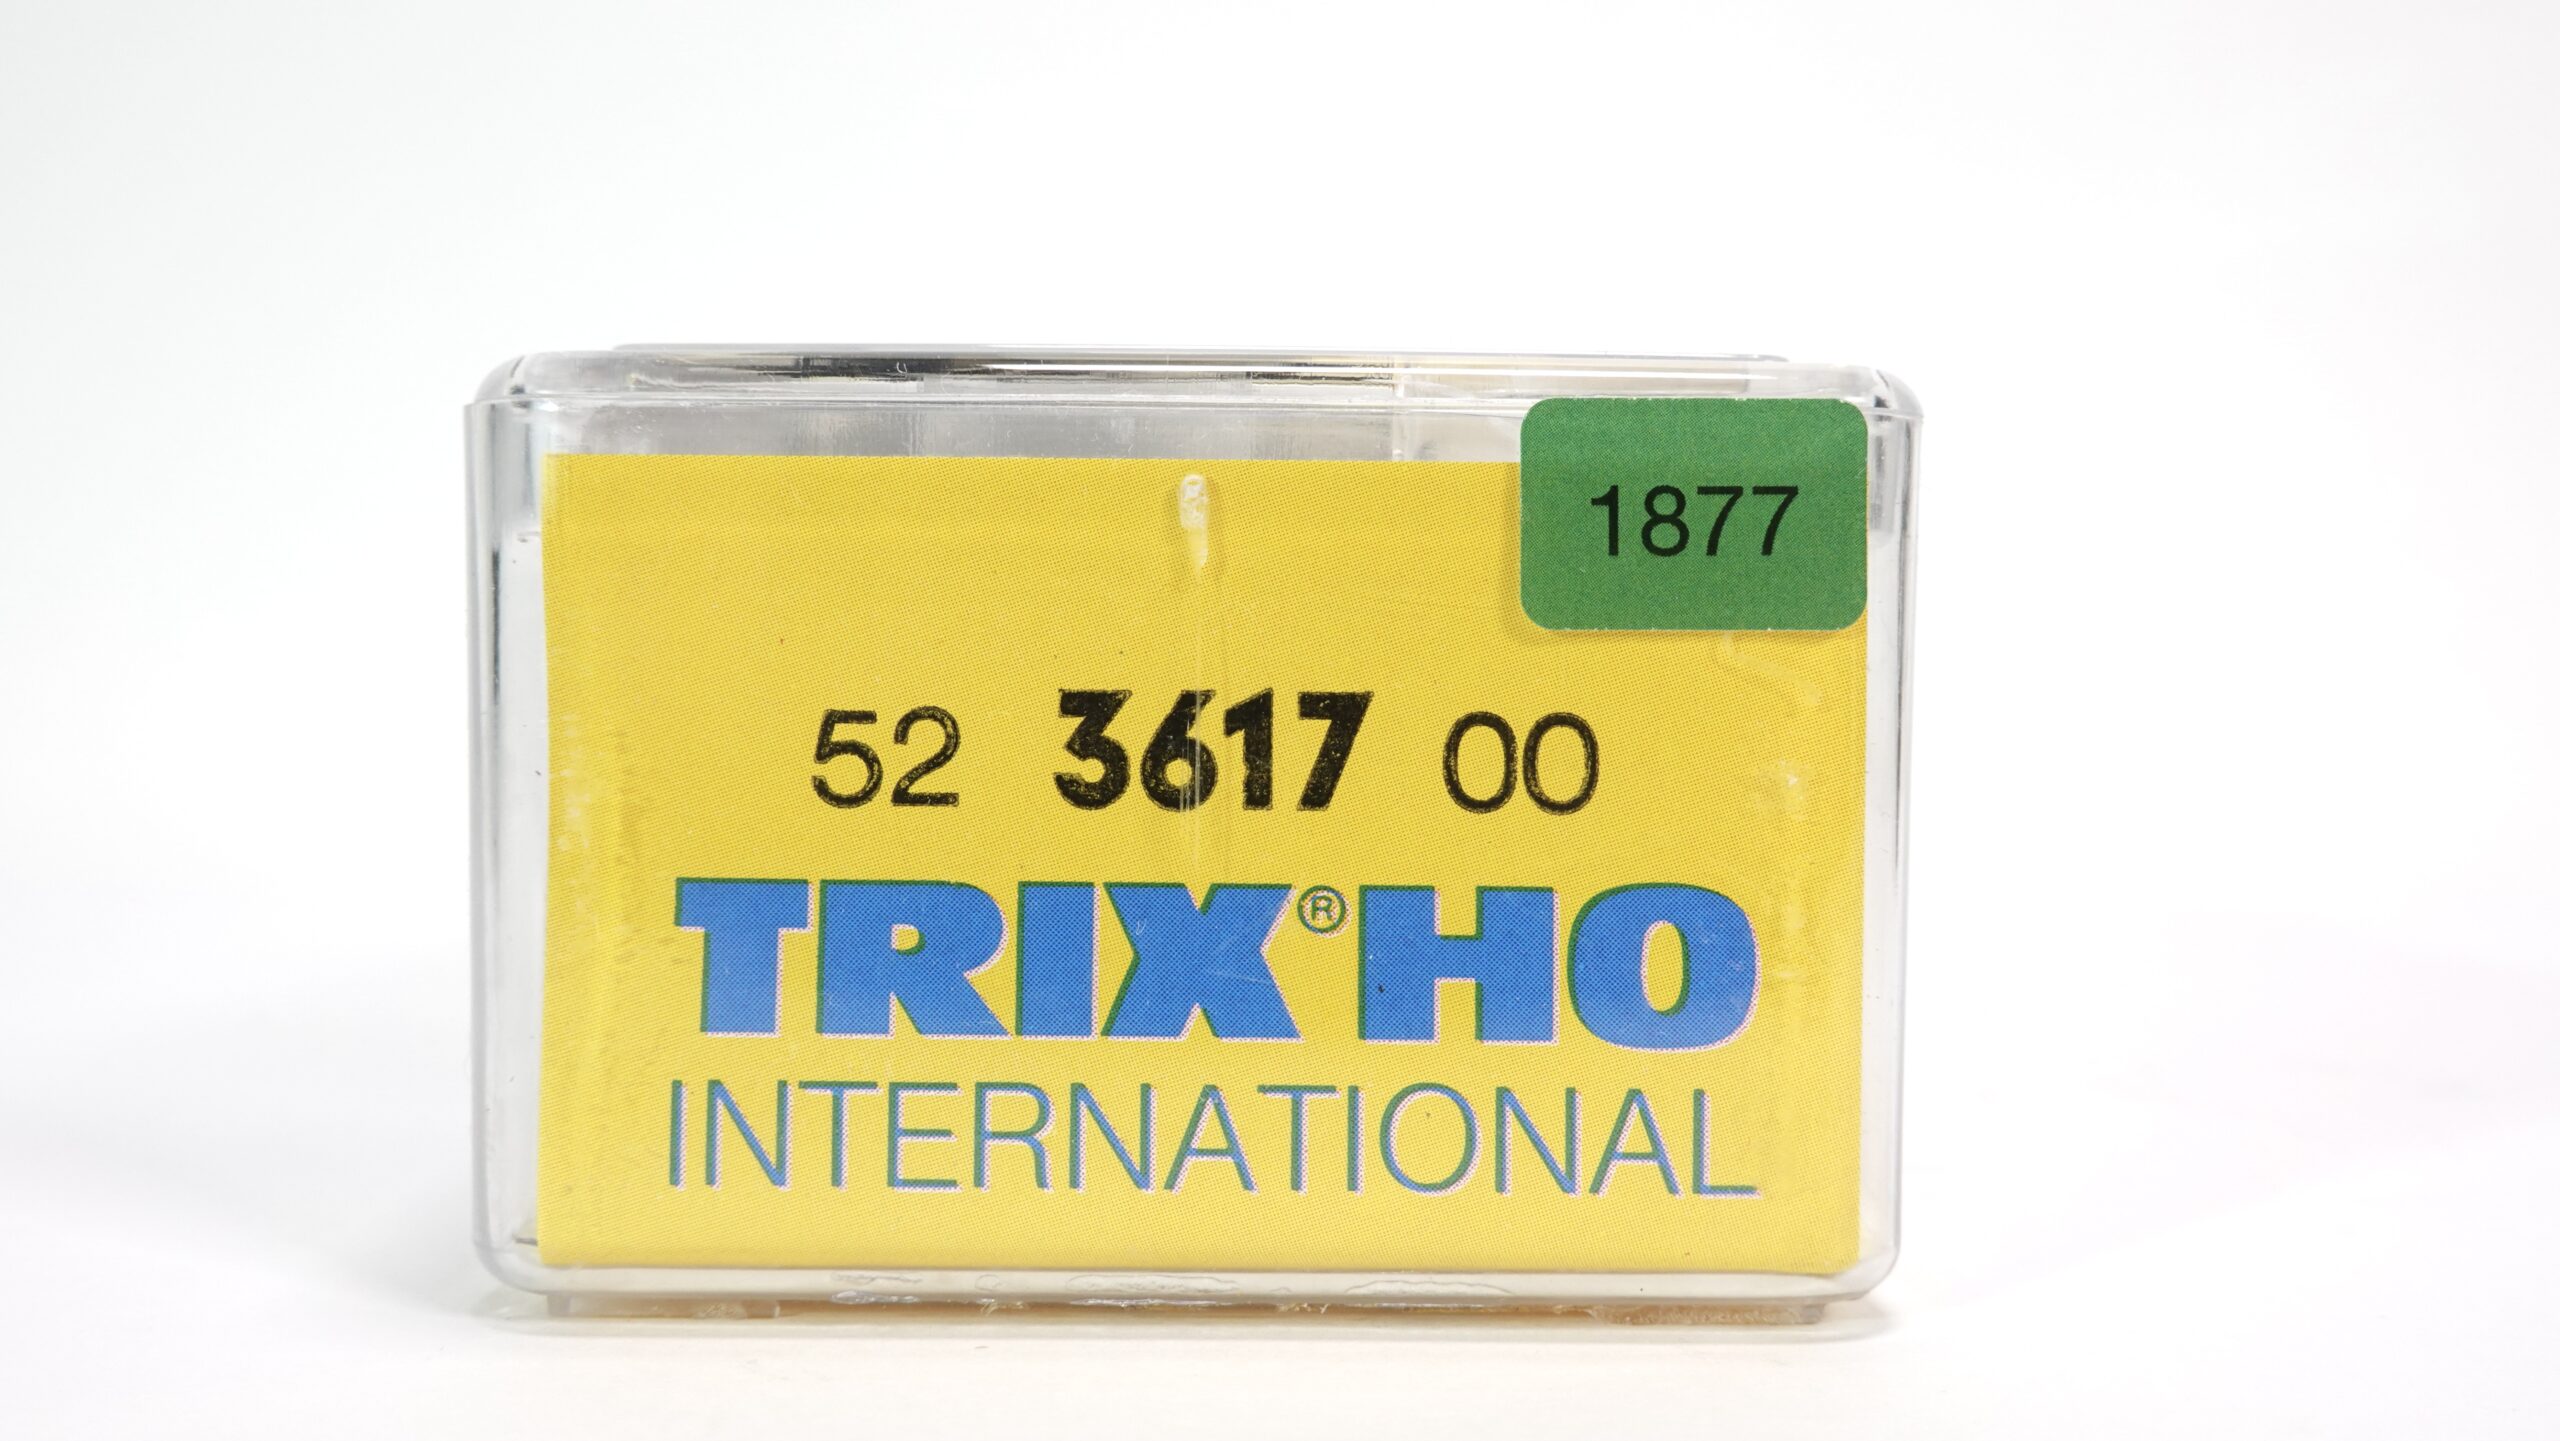 1877
52 3617 00
TRIX® HO
INTERNATIONAL